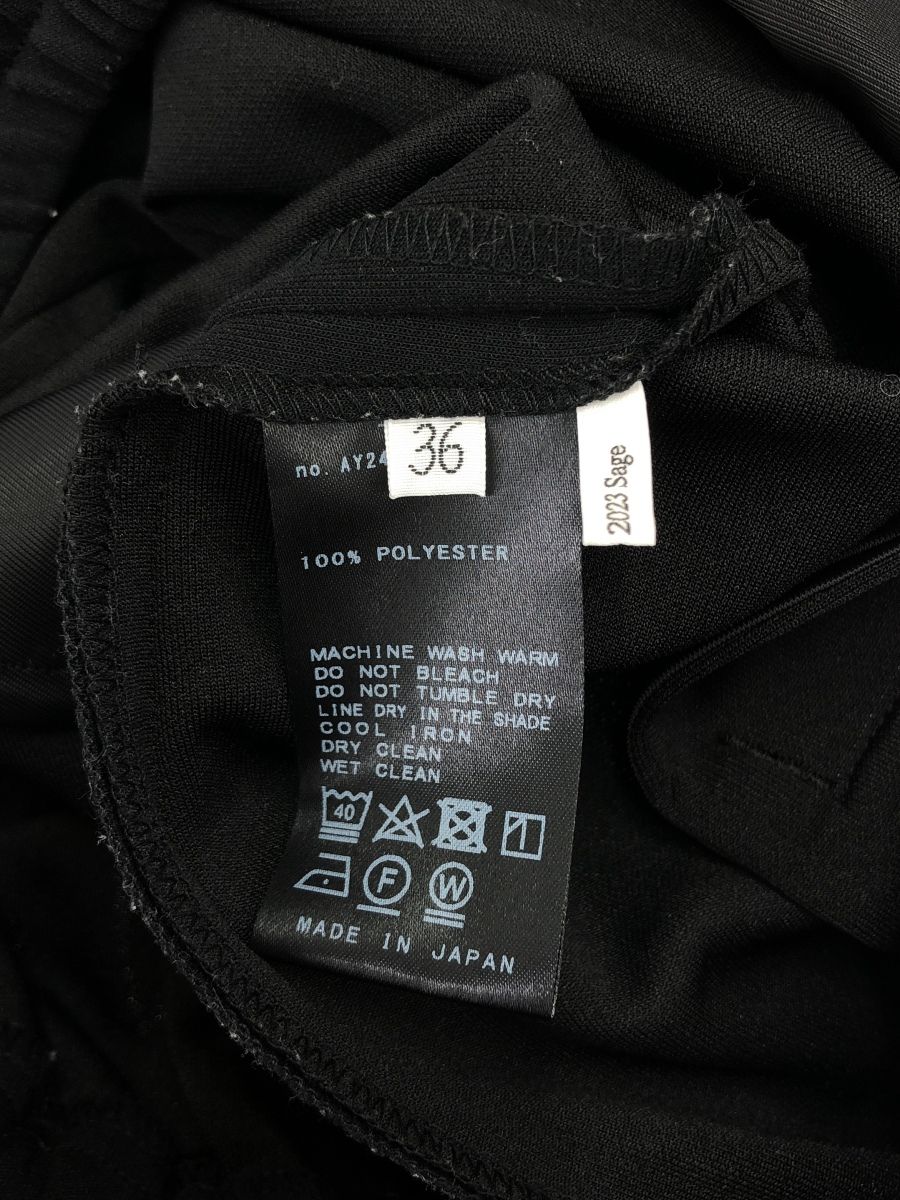 no. AY24
36
2023 Sage
100% POLYESTER
MACHINE WASH WARM
DO NOT BLEACH
DO NOT TUMBLE DRY
LINE DRY IN THE SHADE
COOL IRON
DRY CLEAN
WET CLEAN
40
F
W
MADE IN JAPAN